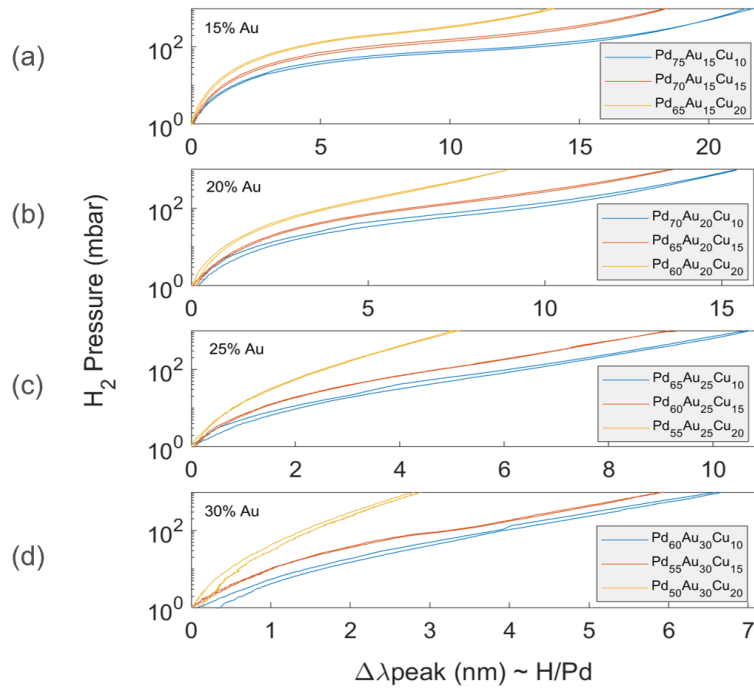 (a)
15% Au
Pd75Au15Cu10
Pd70Au15Cu15
Pd65Au15Cu20
10^2
10^0
0 5 10 15 20
(b)
20% Au
Pd70Au20Cu10
Pd65Au20Cu15
Pd60Au20Cu20
10^2
10^0
0 5 10 15
H2 Pressure (mbar)
(c)
25% Au
Pd65Au25Cu10
Pd60Au25Cu15
Pd55Au25Cu20
10^2
10^0
0 2 4 6 8 10
(d)
30% Au
Pd60Au30Cu10
Pd55Au30Cu15
Pd50Au30Cu20
10^2
10^0
0 1 2 3 4 5 6 7
Δλpeak (nm) ~ H/Pd